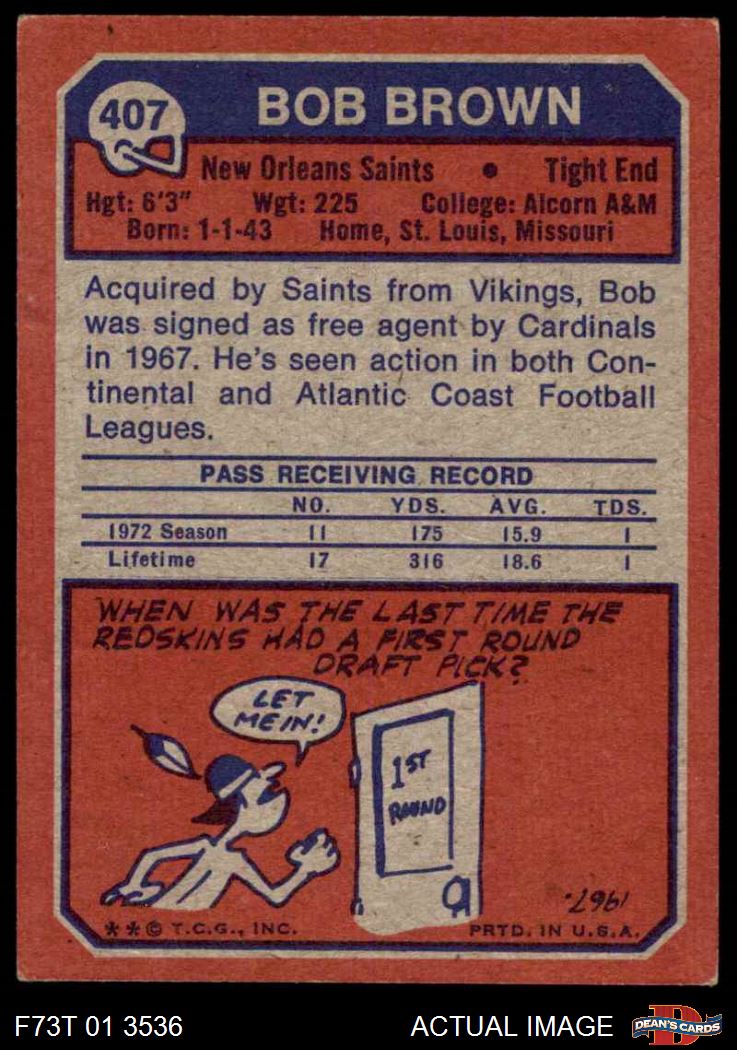 407
BOB BROWN
New Orleans Saints • Tight End
Hgt: 6'3" Wgt: 225 College: Alcorn A&M
Born: 1-1-43 Home, St. Louis, Missouri
Acquired by Saints from Vikings, Bob
was signed as free agent by Cardinals
in 1967. He's seen action in both Con-
tinental and Atlantic Coast Football
Leagues.
PASS RECEIVING RECORD
NO. YDS. AVG. TDS.
1972 Season 11 175 15.9 1
Lifetime 17 316 18.6 1
WHEN WAS THE LAST TIME THE
REDSKINS HAD A FIRST ROUND
DRAFT PICK?
LET
ME IN!
1ST
ROUND
1967.
**© T.C.G., INC. PRTD. IN U.S.A.
F73T 01 3536 ACTUAL IMAGE
D
DEAN'S CARDS